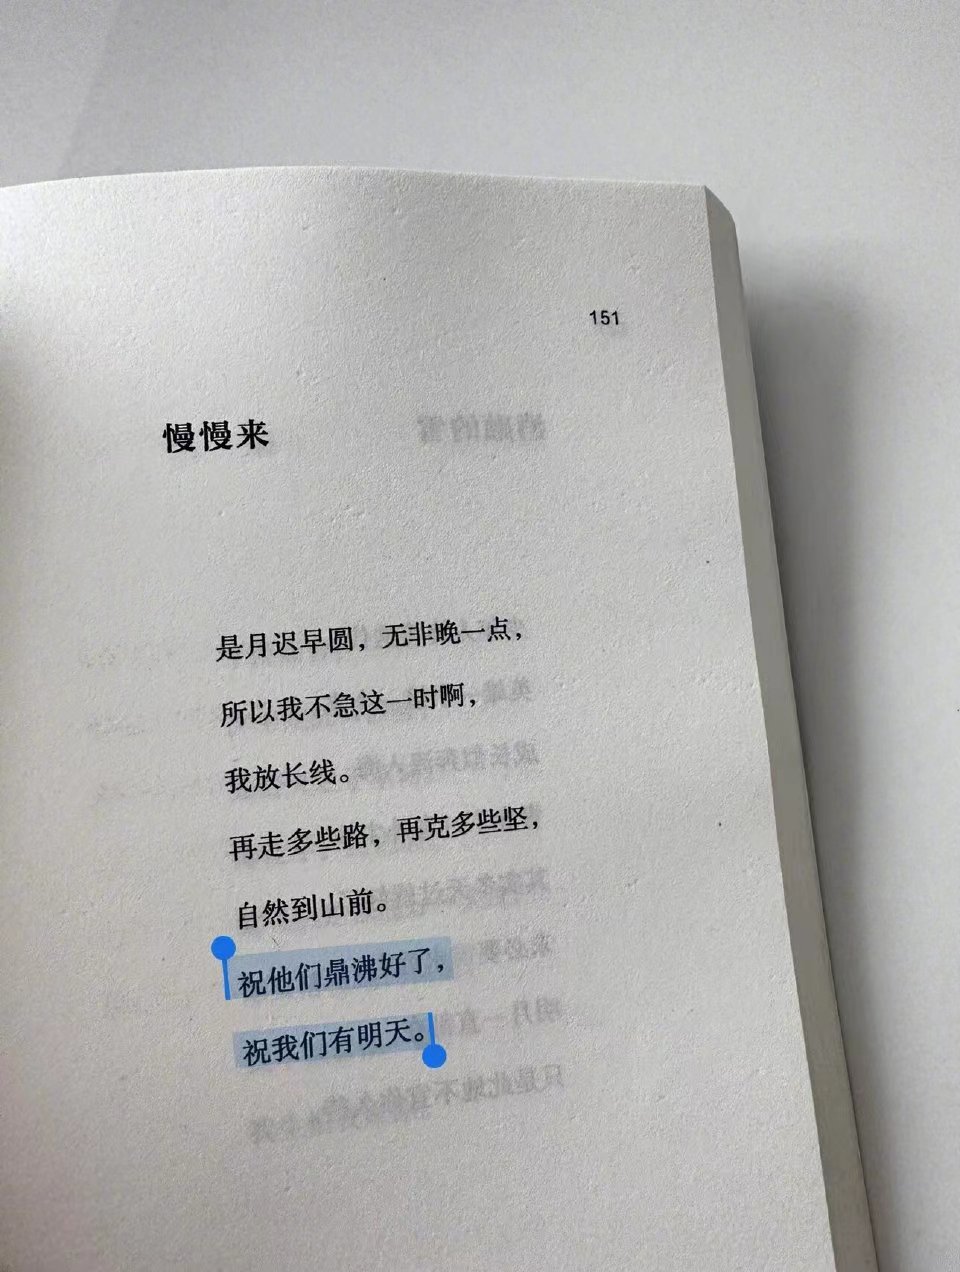 151
慢慢来
是月迟早圆，无非晚一点，
所以我不急这一时啊，
我放长线。
再走多些路，再克多些坚，
自然到山前。
祝他们鼎沸好了，
祝我们有明天。